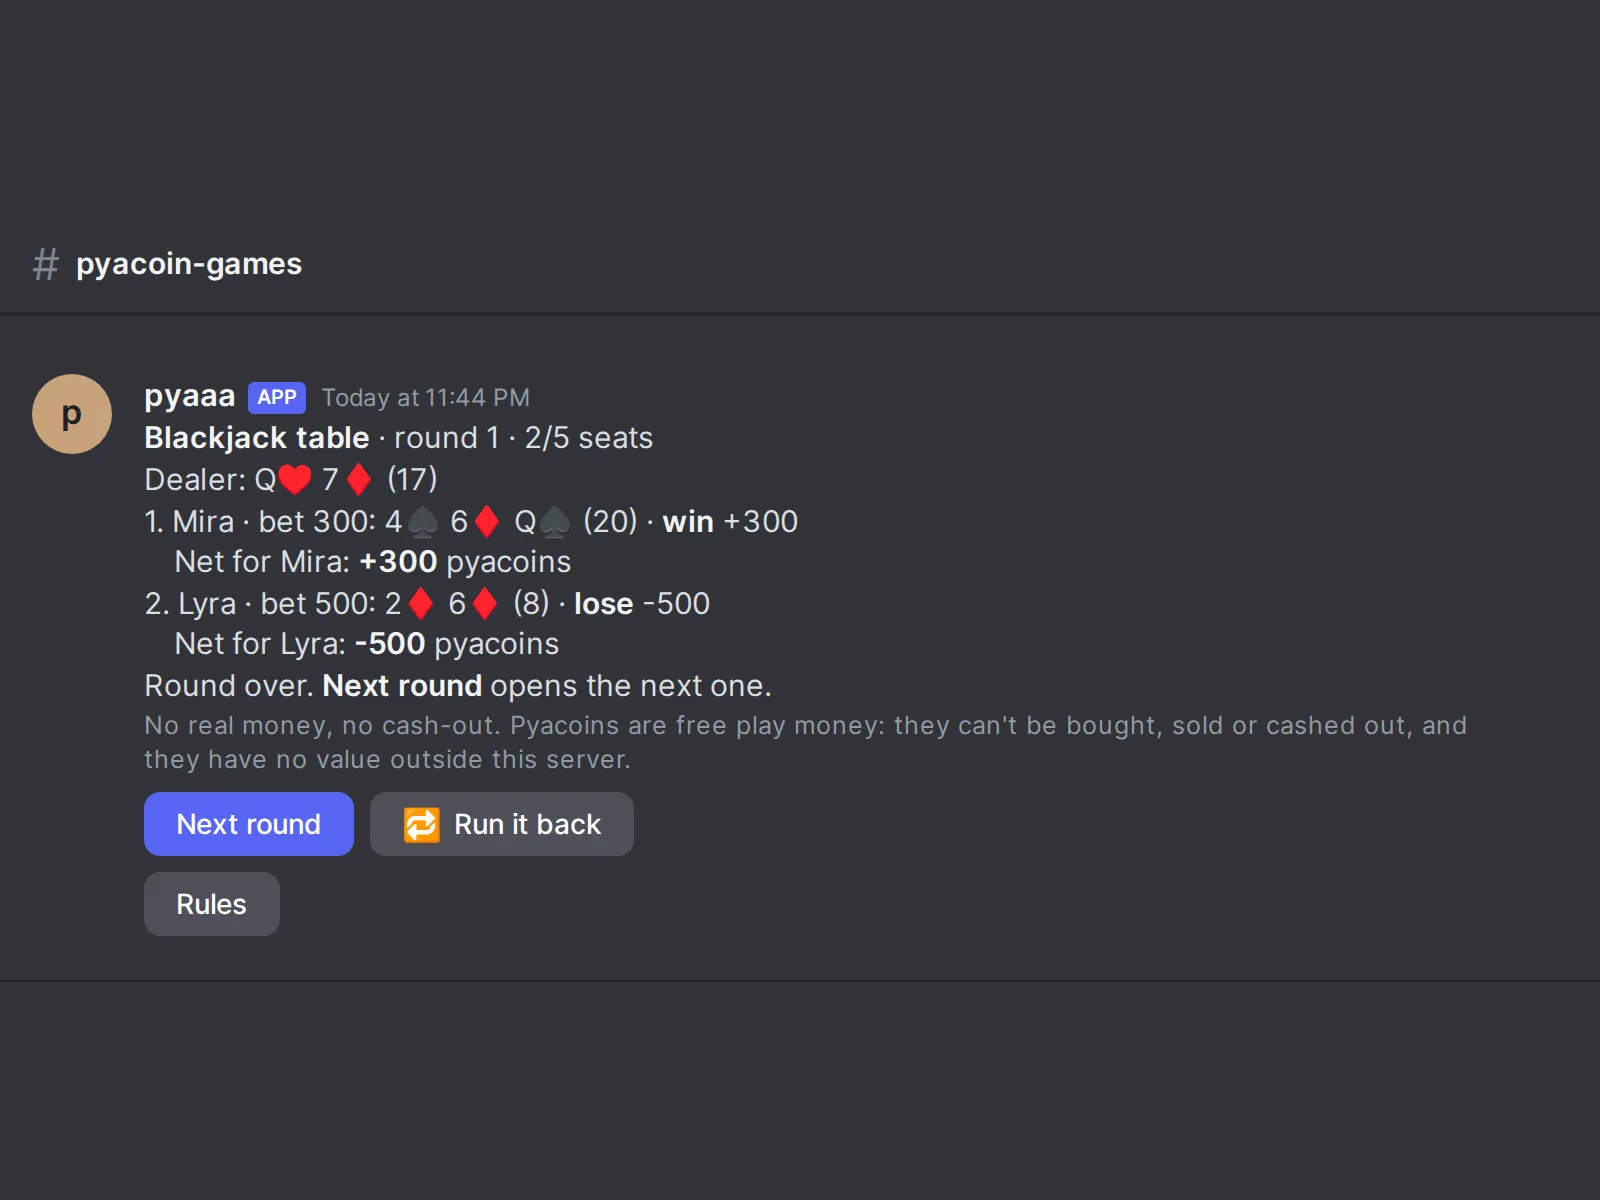 # pyacoin-games
p
pyaaa APP Today at 11:44 PM
Blackjack table · round 1 · 2/5 seats
Dealer: Q♥️ 7♦️ (17)
1. Mira · bet 300: 4♠️ 6♦️ Q♠️ (20) · win +300
Net for Mira: +300 pyacoins
2. Lyra · bet 500: 2♦️ 6♦️ (8) · lose -500
Net for Lyra: -500 pyacoins
Round over. Next round opens the next one.
No real money, no cash-out. Pyacoins are free play money: they can't be bought, sold or cashed out, and
they have no value outside this server.
Next round 🔁 Run it back
Rules